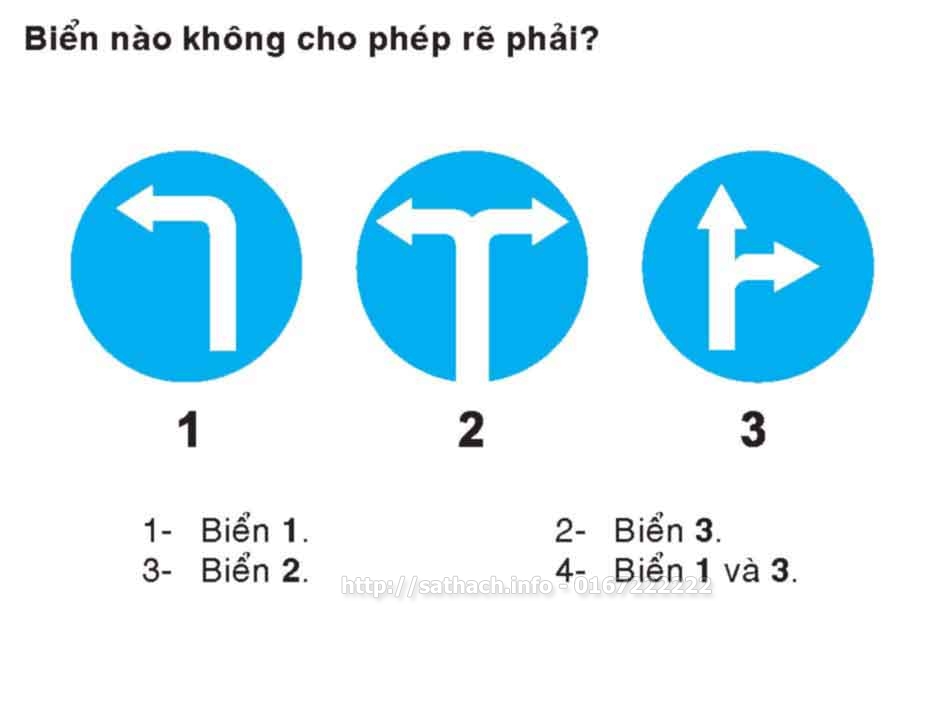 Biển nào không cho phép rẽ phải?
1 2 3
1- Biển 1. 2- Biển 3.
3- Biển 2. 4- Biển 1 và 3.
http://sathach.info - 0167222222